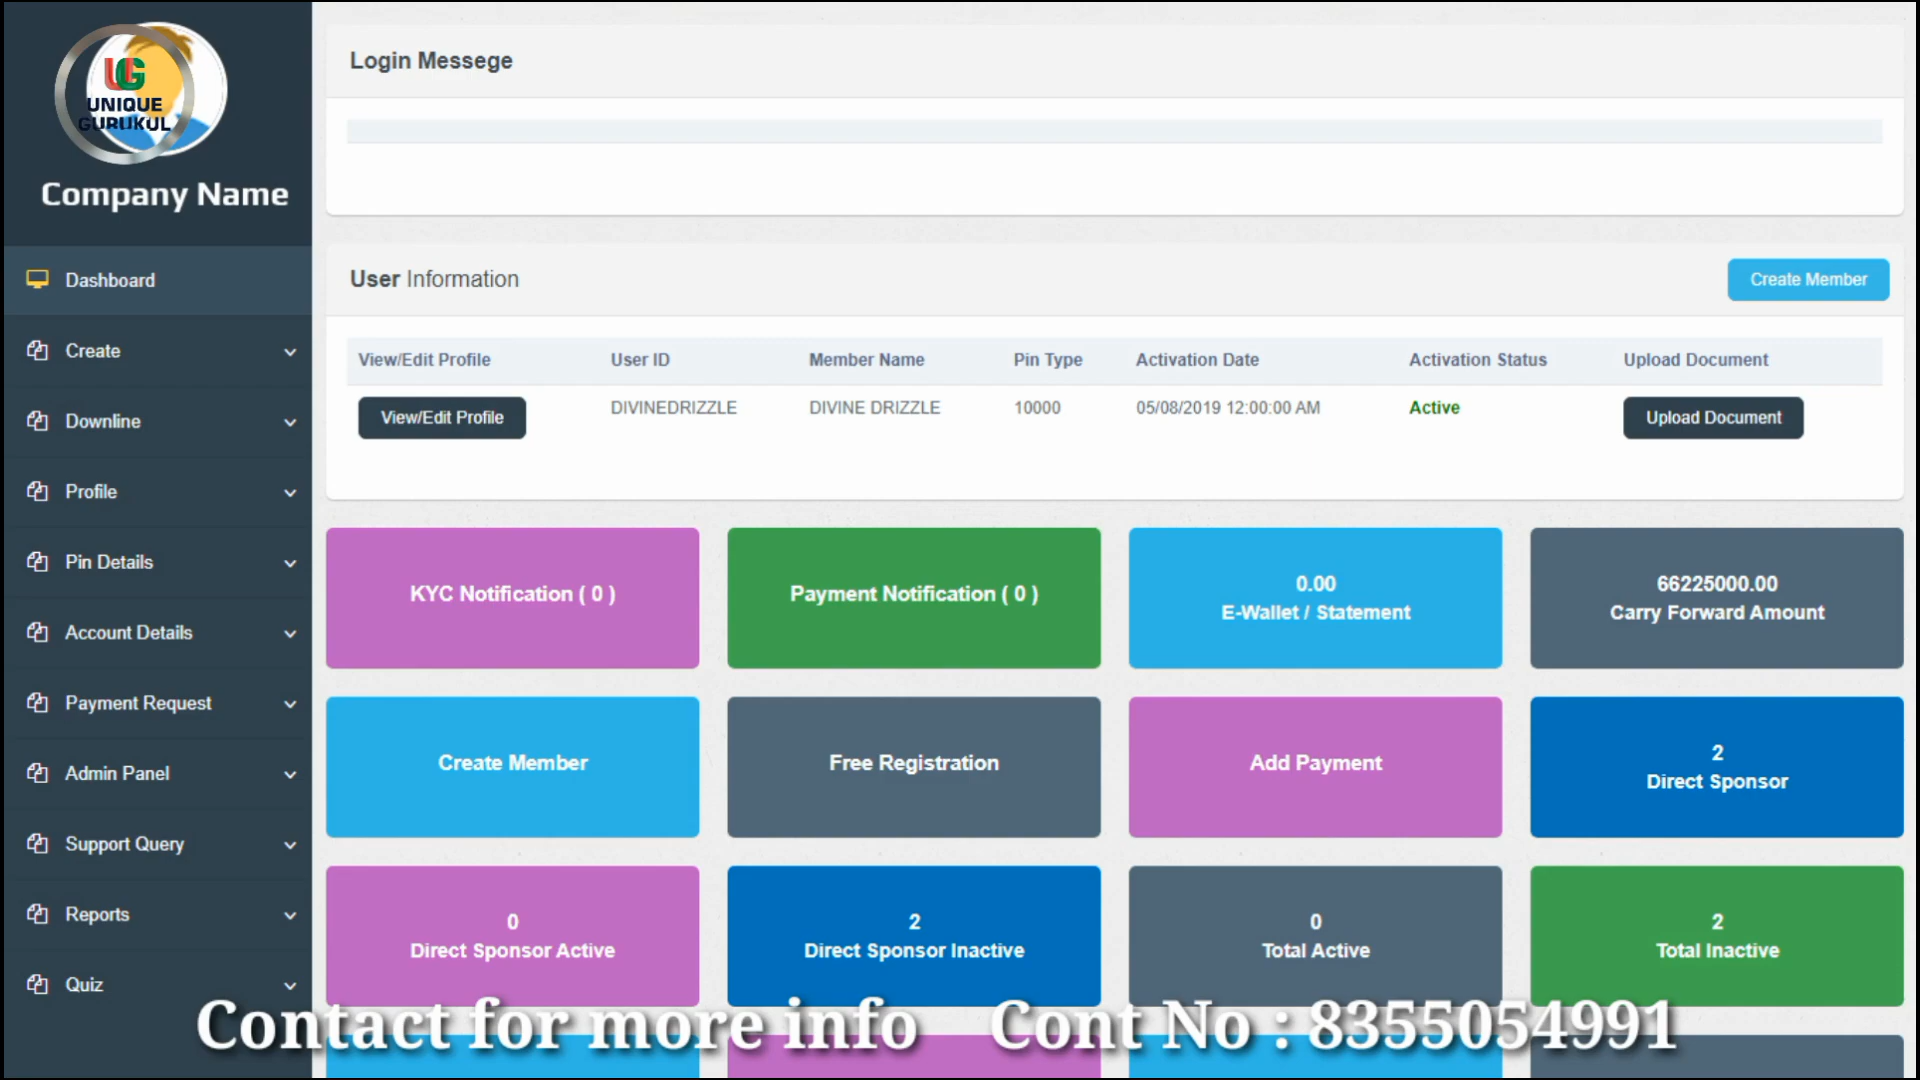 UG
UNIQUE
GURUKUL
Company Name
Dashboard
Create
Downline
Profile
Pin Details
Account Details
Payment Request
Admin Panel
Support Query
Reports
Quiz
Login Messege
User Information
Create Member
View/Edit Profile User ID Member Name Pin Type Activation Date Activation Status Upload Document
View/Edit Profile DIVINEDRIZZLE DIVINE DRIZZLE 10000 05/08/2019 12:00:00 AM Active Upload Document
KYC Notification ( 0 )
Payment Notification ( 0 )
0.00
E-Wallet / Statement
66225000.00
Carry Forward Amount
Create Member
Free Registration
Add Payment
2
Direct Sponsor
0
Direct Sponsor Active
2
Direct Sponsor Inactive
0
Total Active
2
Total Inactive
Contact for more info Cont No : 8355054991